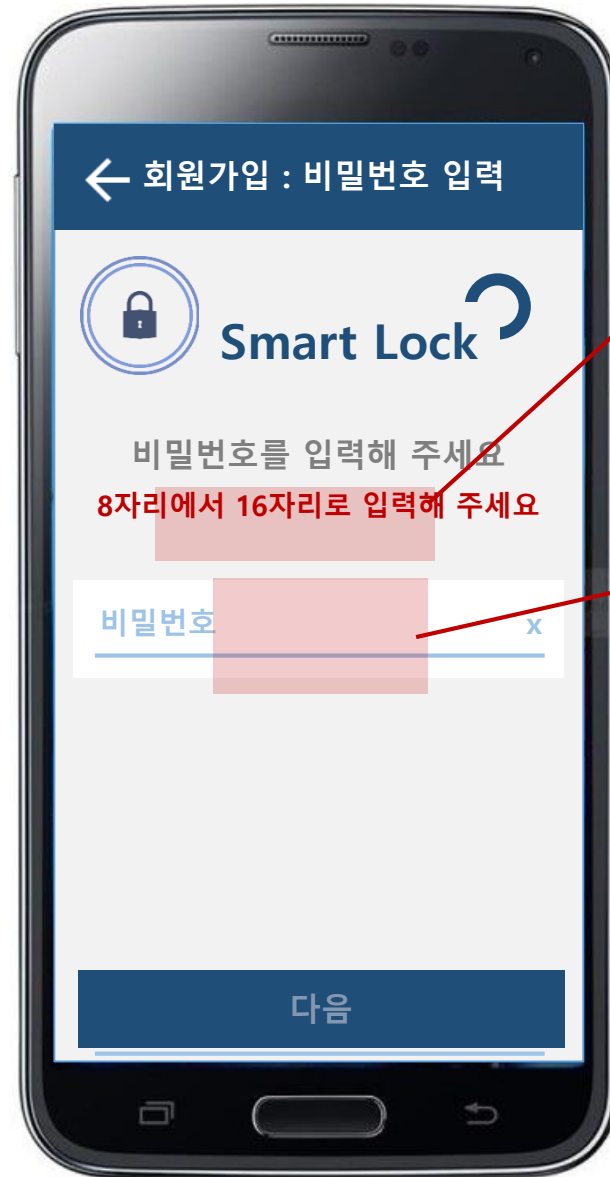 회원가입 : 비밀번호 입력
Smart Lock
비밀번호를 입력해 주세요
8자리에서 16자리로 입력해 주세요
비밀번호 x
다음